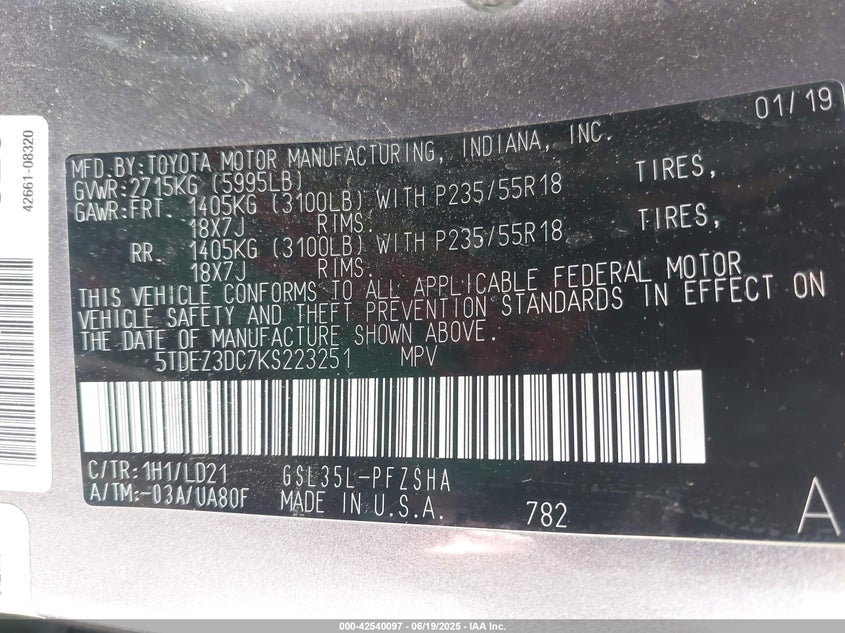 01/19
MFD.BY:TOYOTA MOTOR MANUFACTURING, INDIANA, INC.
GVWR:2715KG (5995LB)
GAWR:FRT. 1405KG (3100LB) WITH P235/55R18 TIRES,
18X7J RIMS.
RR. 1405KG (3100LB) WITH P235/55R18 TIRES,
18X7J RIMS.
THIS VEHICLE CONFORMS TO ALL APPLICABLE FEDERAL MOTOR
VEHICLE SAFETY AND THEFT PREVENTION STANDARDS IN EFFECT ON
THE DATE OF MANUFACTURE SHOWN ABOVE.
5TDEZ3DC7KS223251 MPV
C/TR:1H1/LD21 GSL35L-PFZSHA
A/TM:-03A/UA80F MADE IN U.S.A. 782
A
42661-08320
000-42540097 - 06/19/2025 - IAA Inc.